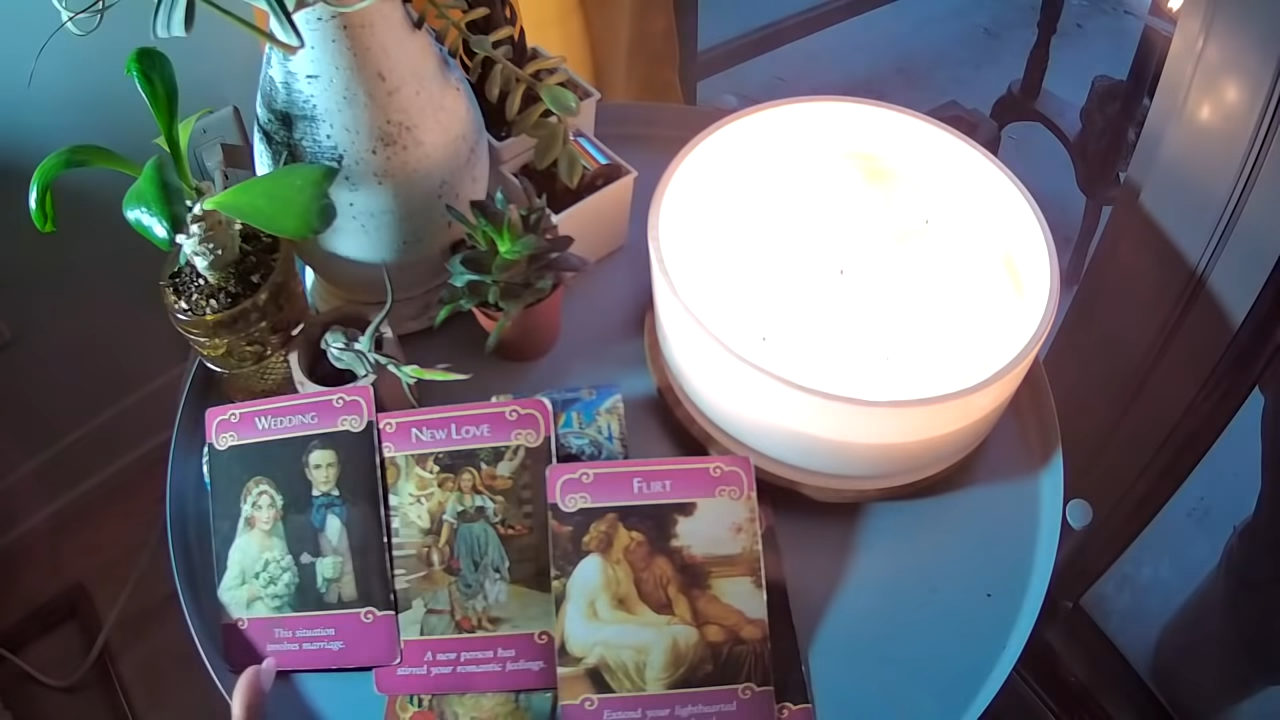 WEDDING
This situation
involves marriage.
NEW LOVE
A new person has
stirred your romantic feelings.
FLIRT
Extend your lighthearted